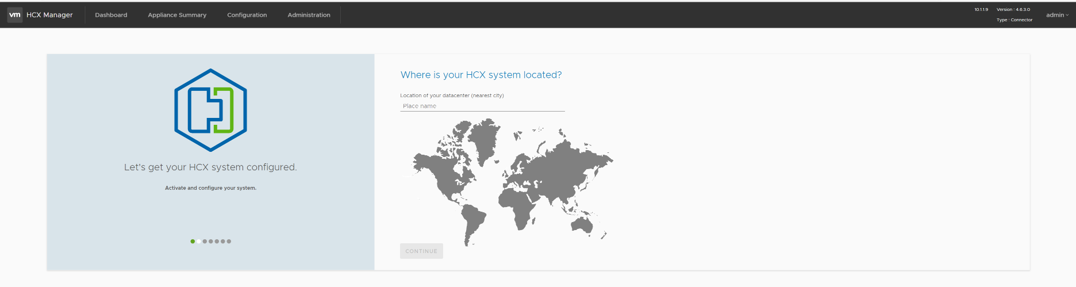 vm HCX Manager Dashboard Appliance Summary Configuration Administration 10.1.1.9 Version : 4.6.3.0 admin
Type : Connector
Where is your HCX system located?
Location of your datacenter (nearest city)
Place name
Let's get your HCX system configured.
Activate and configure your system.
CONTINUE